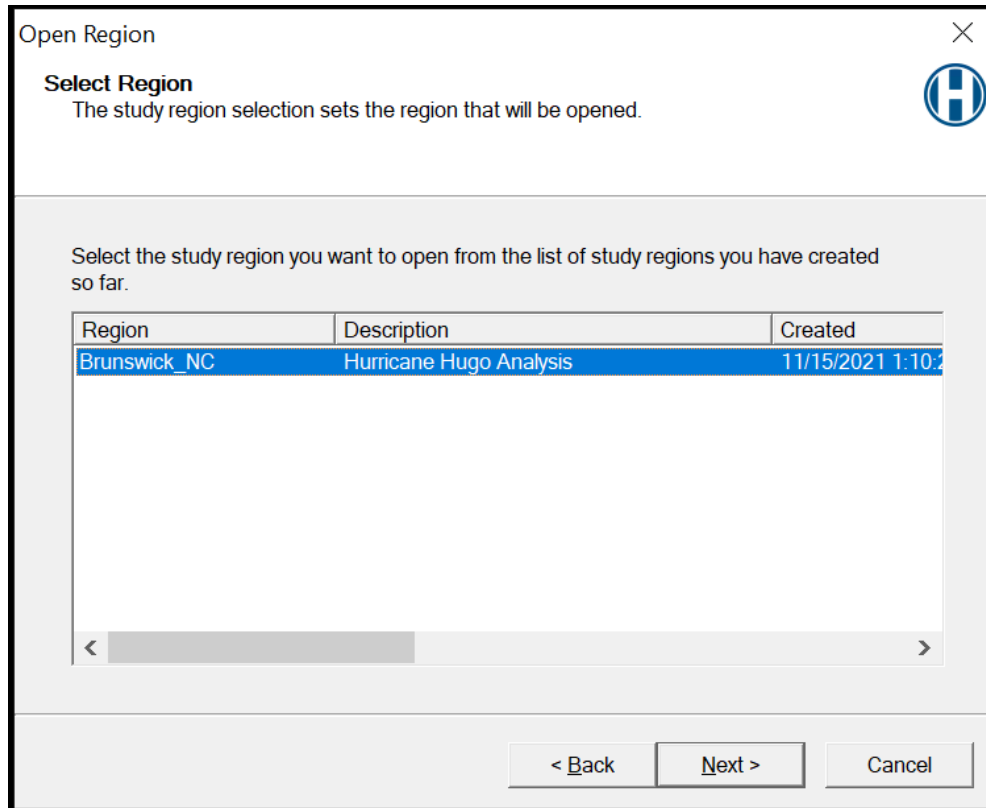 Open Region
Select Region
The study region selection sets the region that will be opened.
Select the study region you want to open from the list of study regions you have created
so far.
Region Description Created
Brunswick_NC Hurricane Hugo Analysis 11/15/2021 1:10:2
< Back Next > Cancel